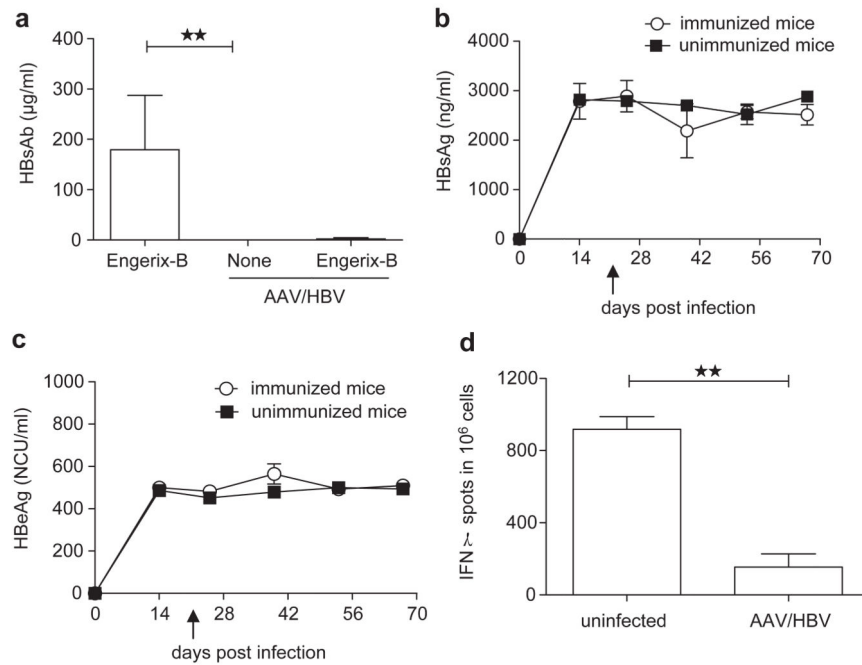 a
★★
400
300
200
100
0
HBsAb (µg/ml)
Engerix-B None Engerix-B
AAV/HBV
b
immunized mice
unimmunized mice
4000
3000
2000
1000
0
HBsAg (ng/ml)
0 14 28 42 56 70
days post infection
c
immunized mice
unimmunized mice
1000
800
600
400
200
0
HBeAg (NCU/ml)
0 14 28 42 56 70
days post infection
d
★★
1200
800
400
0
IFN-γ spots in 10⁶ cells
uninfected AAV/HBV